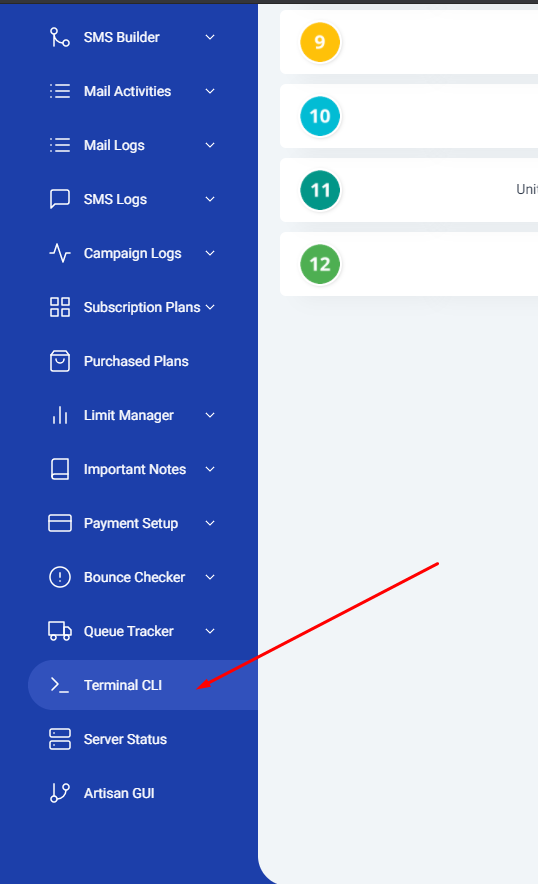 SMS Builder
Mail Activities
Mail Logs
SMS Logs
Campaign Logs
Subscription Plans
Purchased Plans
Limit Manager
Important Notes
Payment Setup
Bounce Checker
Queue Tracker
Terminal CLI
Server Status
Artisan GUI
9
10
11
12